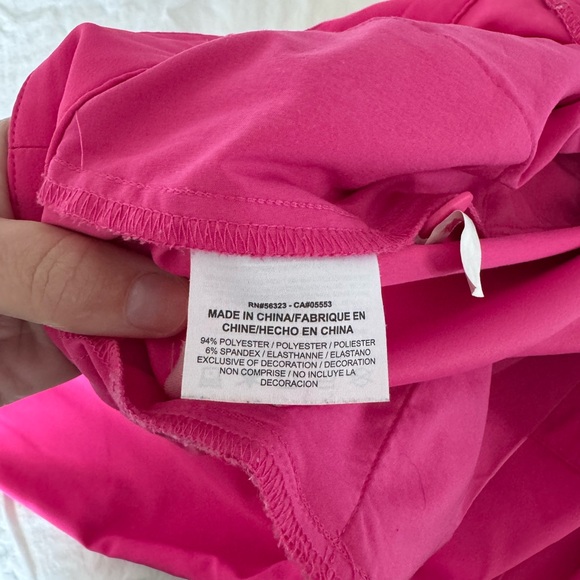 RN#56323 - CA#05553
MADE IN CHINA/FABRIQUE EN
CHINE/HECHO EN CHINA
94% POLYESTER / POLYESTER / POLIESTER
6% SPANDEX / ELASTHANNE / ELASTANO
EXCLUSIVE OF DECORATION / DECORATION
NON COMPRISE / NO INCLUYE LA
DECORACION